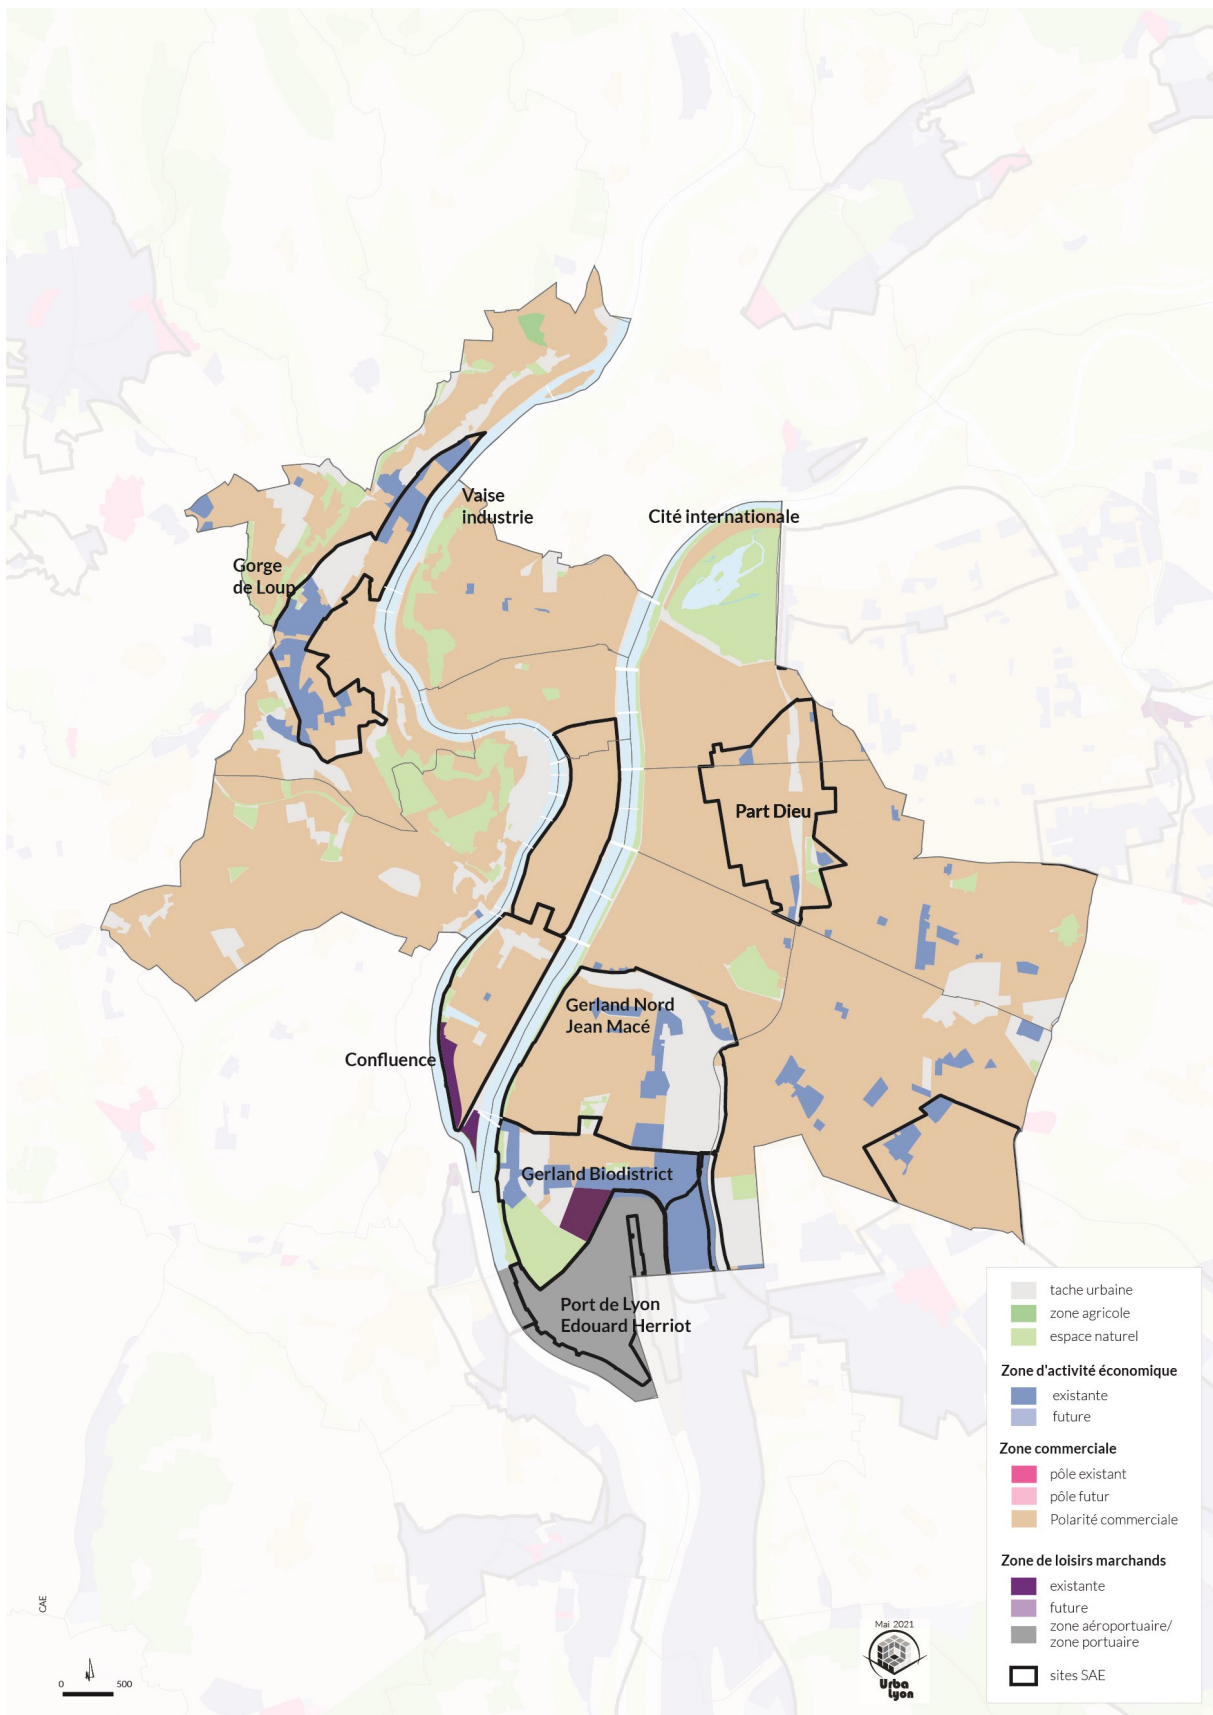 Vaise
industrie
Cité internationale
Gorge
de Loup
Part Dieu
Gerland Nord
Jean Macé
Confluence
Gerland Biodistrict
Port de Lyon
Edouard Herriot
tache urbaine
zone agricole
espace naturel
Zone d'activité économique
existante
future
Zone commerciale
pôle existant
pôle futur
Polarité commerciale
Zone de loisirs marchands
existante
future
zone aéroportuaire/
zone portuaire
sites SAE
CAE
0 500
Mai 2021
Urba
Lyon